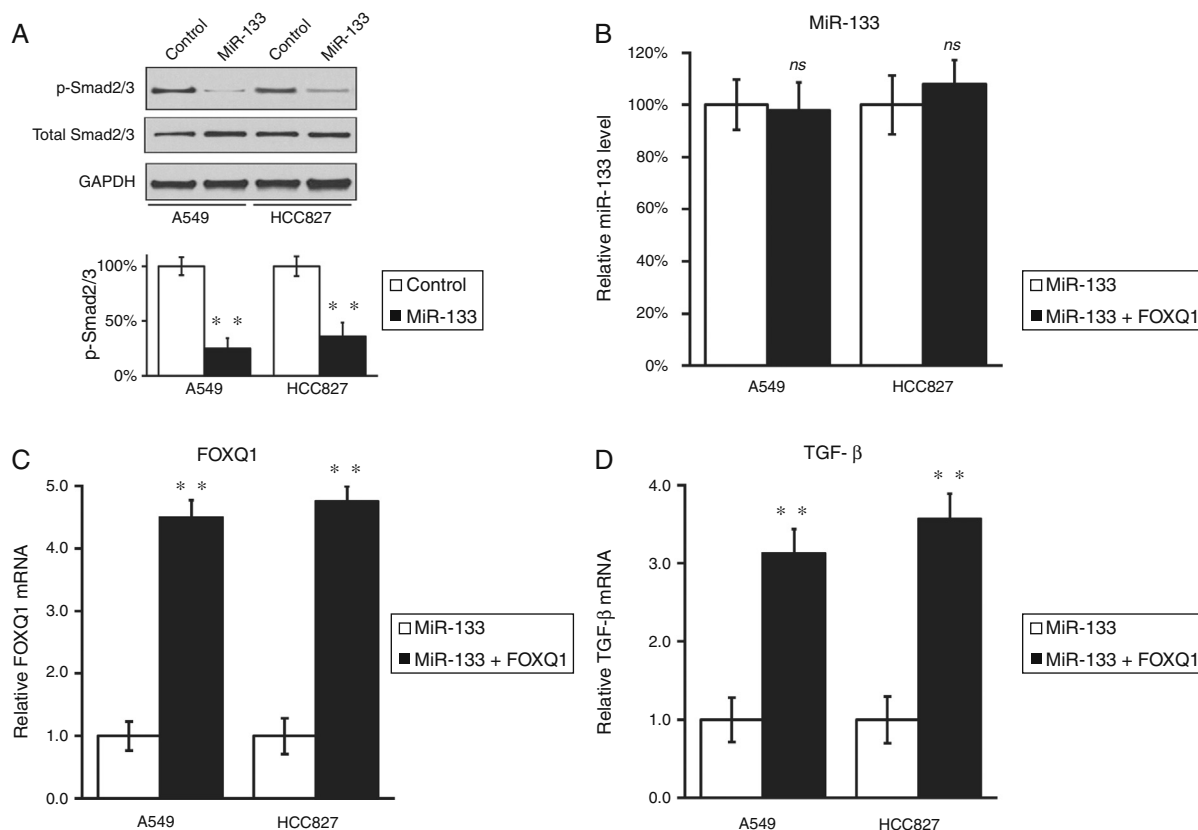 A
Control
MiR-133
Control
MiR-133
p-Smad2/3
Total Smad2/3
GAPDH
A549
HCC827
p-Smad2/3
100%
50%
0%
* *
* *
A549
HCC827
Control
MiR-133
B
MiR-133
Relative miR-133 level
120%
100%
80%
60%
40%
20%
0%
ns
ns
A549
HCC827
MiR-133
MiR-133 + FOXQ1
C
FOXQ1
Relative FOXQ1 mRNA
5.0
4.0
5.0
2.0
1.0
0.0
* *
* *
A549
HCC827
MiR-133
MiR-133 + FOXQ1
D
TGF- β
Relative TGF-β mRNA
4.0
3.0
2.0
1.0
0.0
* *
* *
A549
HCC827
MiR-133
MiR-133 + FOXQ1